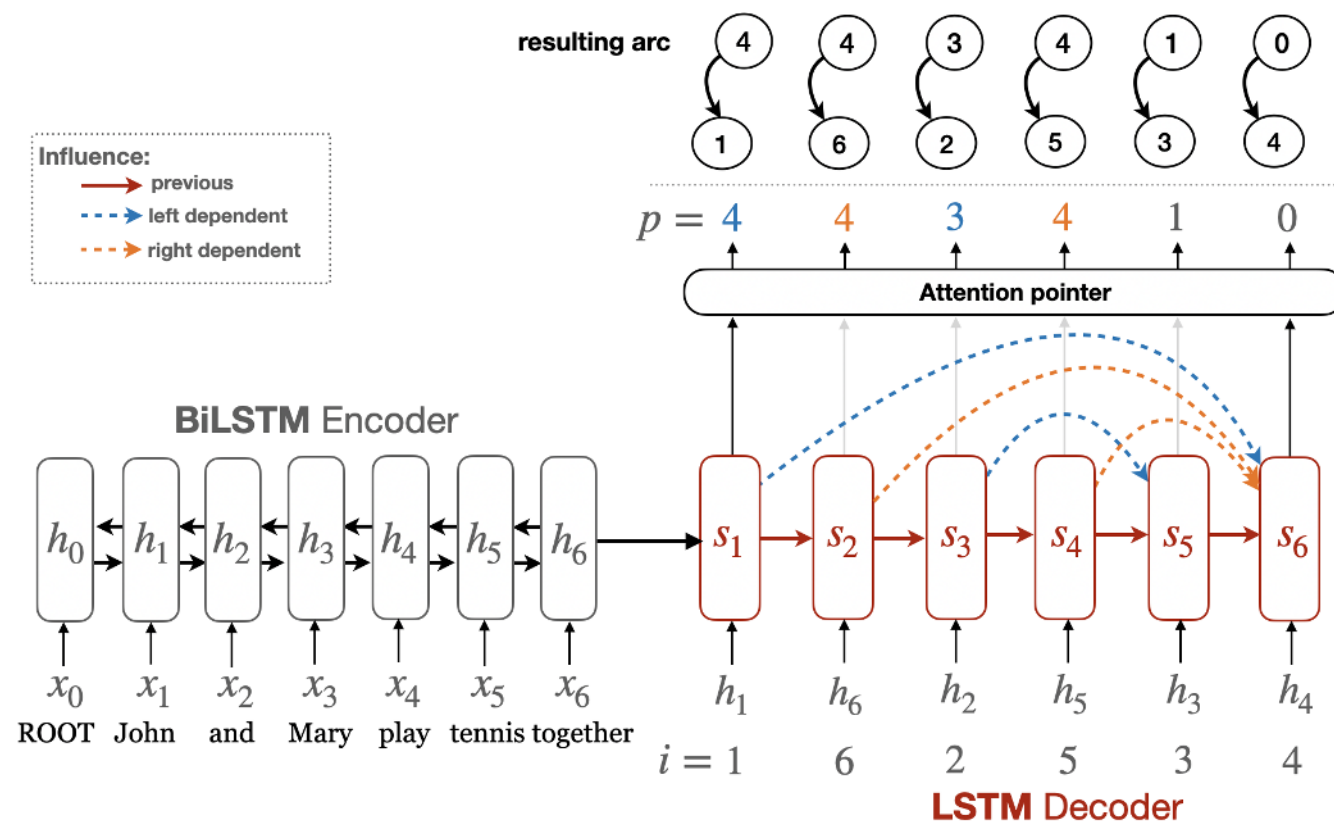 resulting arc 4 4 3 4 1 0
1 6 2 5 3 4
Influence:
previous
left dependent
right dependent
p = 4 4 3 4 1 0
Attention pointer
BiLSTM Encoder
h₀ h₁ h₂ h₃ h₄ h₅ h₆
s₁ s₂ s₃ s₄ s₅ s₆
x₀ x₁ x₂ x₃ x₄ x₅ x₆
ROOT John and Mary play tennis together
h₁ h₆ h₂ h₅ h₃ h₄
i = 1 6 2 5 3 4
LSTM Decoder